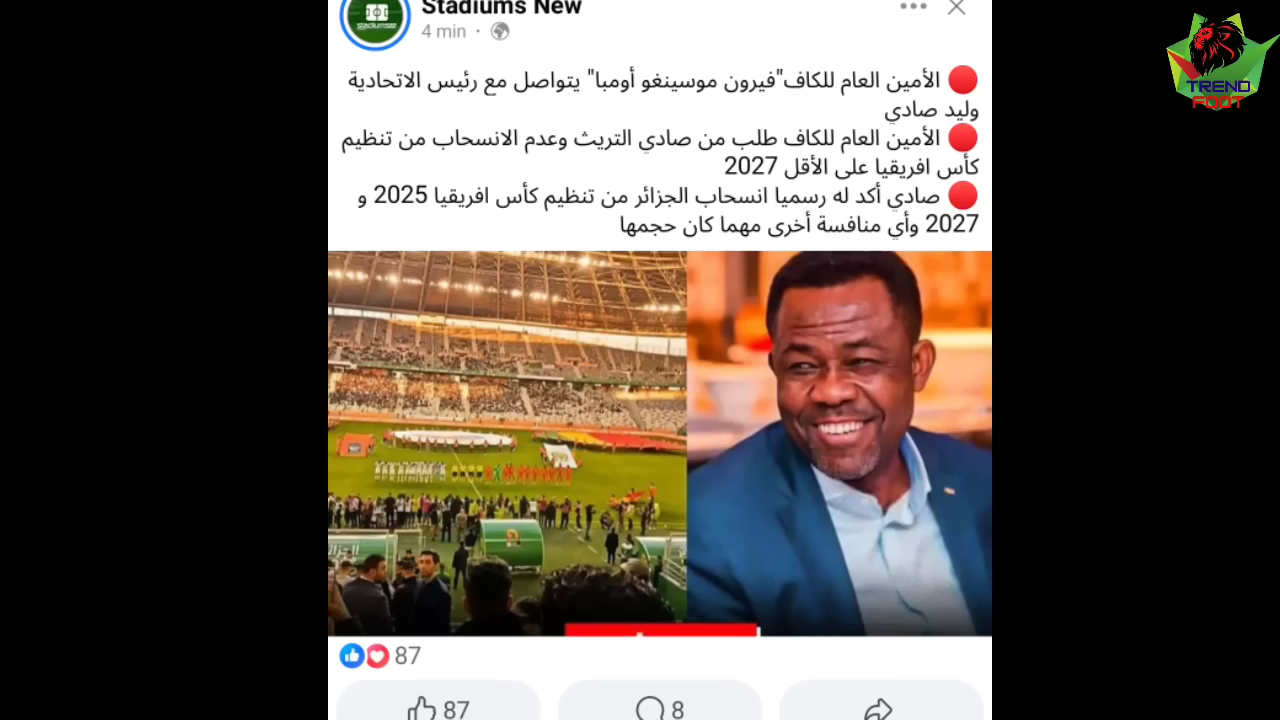 Stadiums New
4 min
TREND
FOOT
الأمين العام للكاف"فيرون موسينغو أومبا" يتواصل مع رئيس الاتحادية
وليد صادي
الأمين العام للكاف طلب من صادي التريث وعدم الانسحاب من تنظيم
كأس افريقيا على الأقل 2027
صادي أكد له رسميا انسحاب الجزائر من تنظيم كأس افريقيا 2025 و
2027 وأي منافسة أخرى مهما كان حجمها
87
87
8